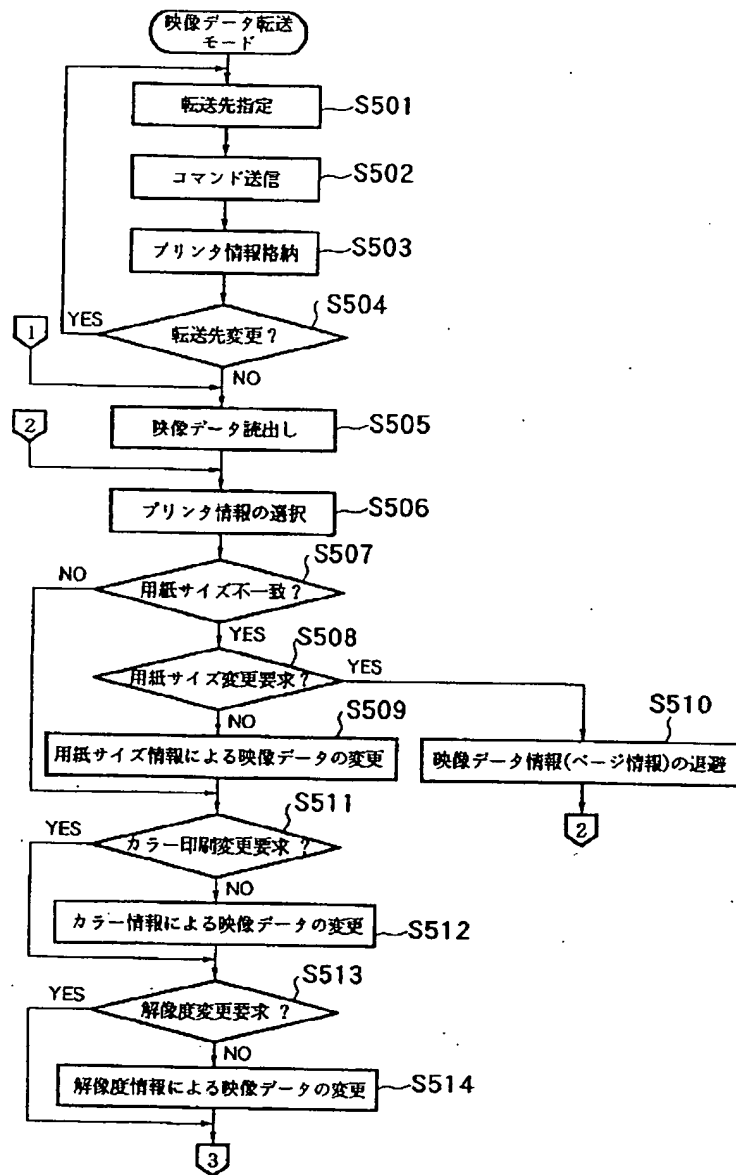 映像データ転送
モード
転送先指定
S501
コマンド送信
S502
プリンタ情報格納
S503
S504
YES
転送先変更?
1
NO
映像データ読出し
S505
2
プリンタ情報の選択
S506
S507
NO
用紙サイズ不一致?
YES
S508
用紙サイズ変更要求?
YES
NO
S509
S510
用紙サイズ情報による映像データの変更
映像データ情報(ページ情報)の退避
2
S511
YES
カラー印刷変更要求?
NO
カラー情報による映像データの変更
S512
S513
YES
解像度変更要求?
NO
解像度情報による映像データの変更
S514
3